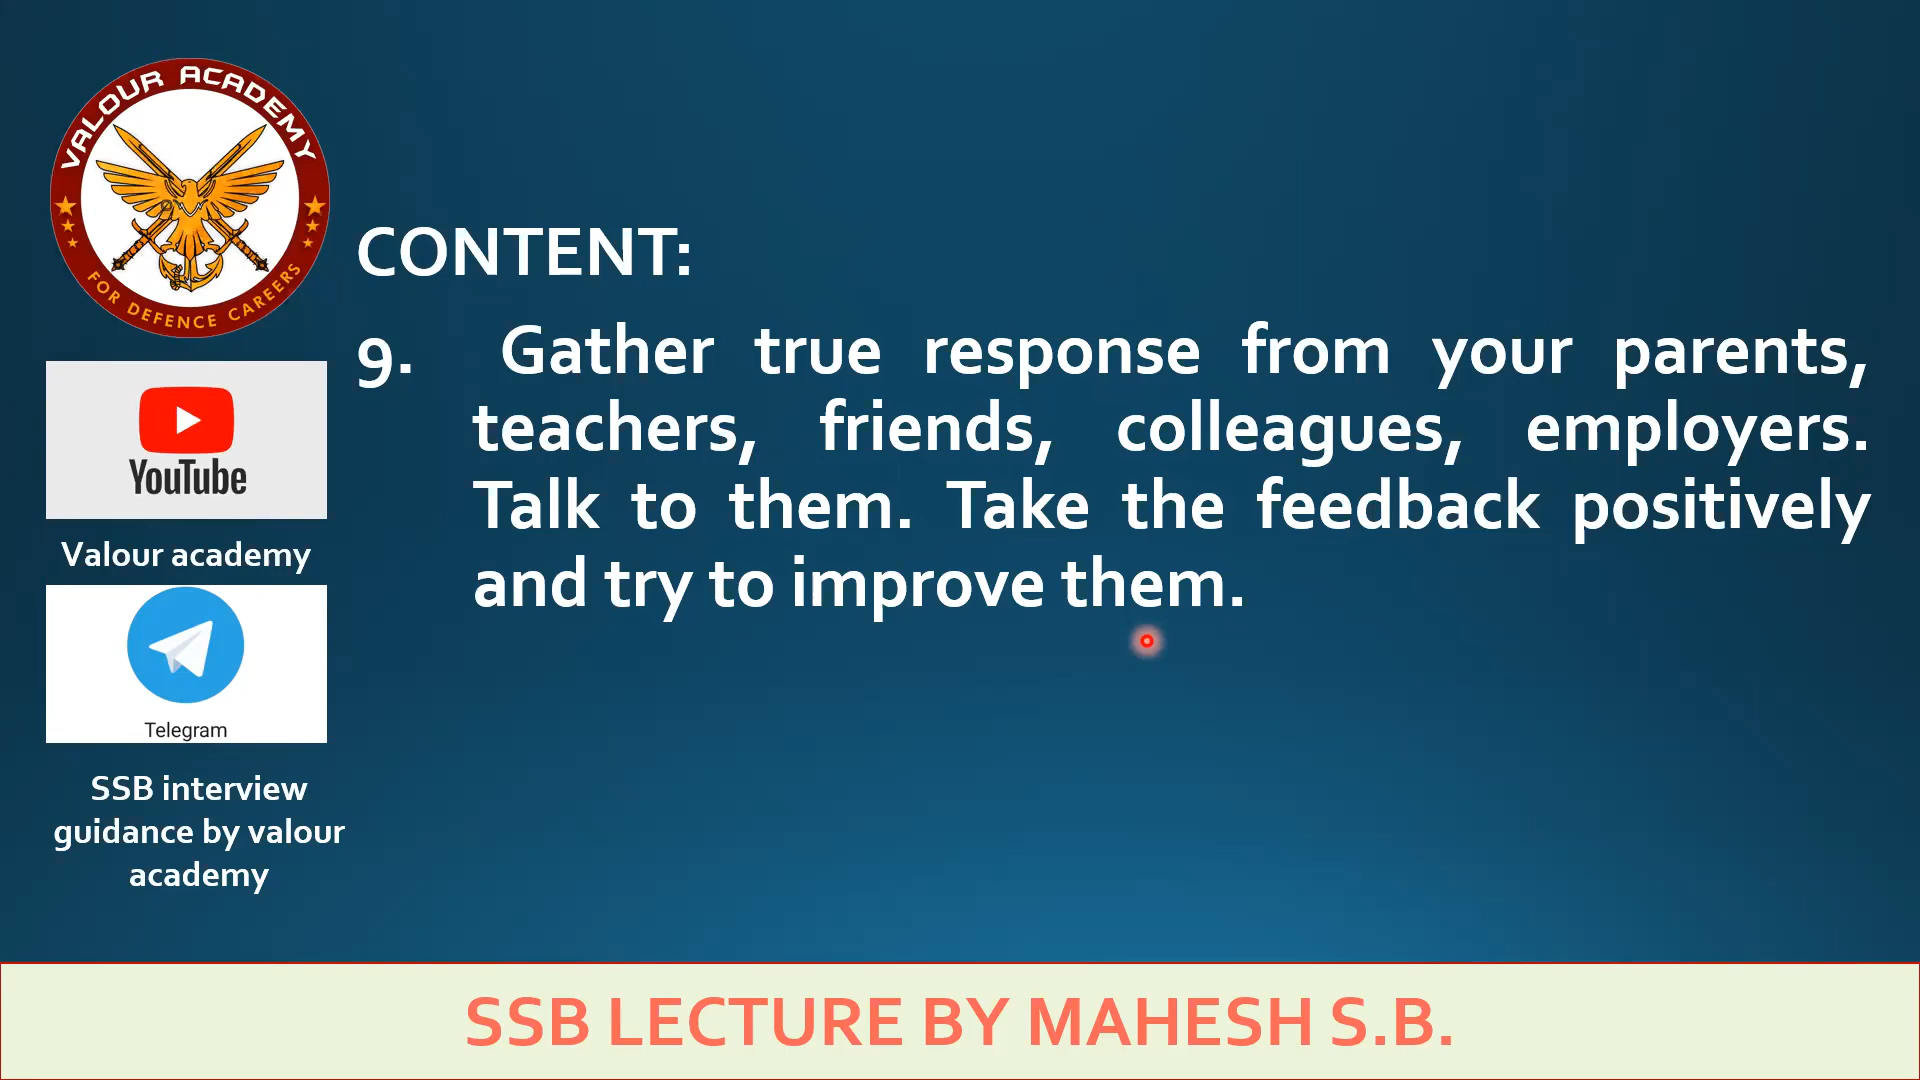 VALOUR ACADEMY
FOR DEFENCE CAREERS
YouTube
Valour academy
Telegram
SSB interview
guidance by valour
academy
CONTENT:
9. Gather true response from your parents,
teachers, friends, colleagues, employers.
Talk to them. Take the feedback positively
and try to improve them.
SSB LECTURE BY MAHESH S.B.